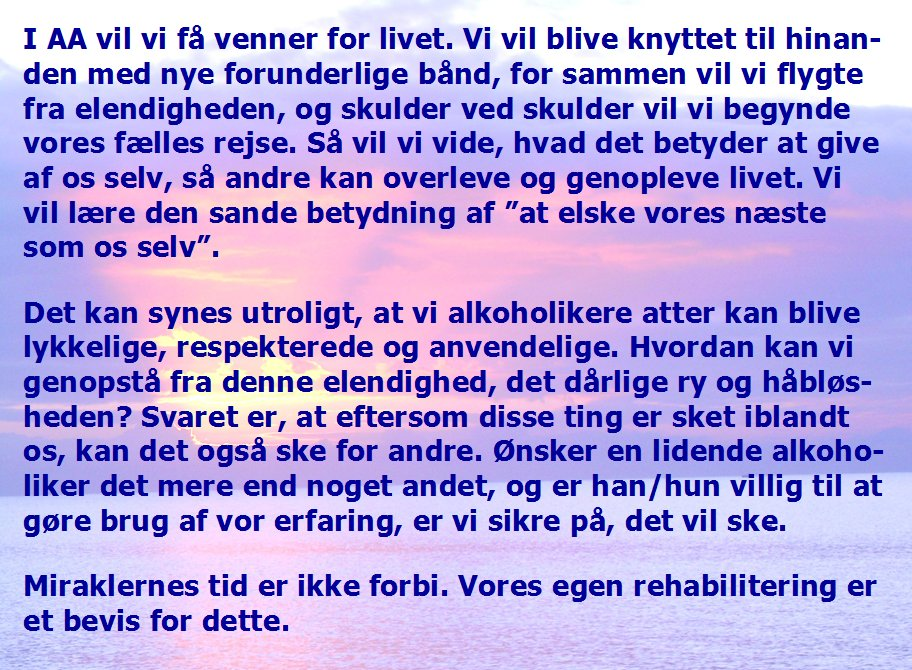 I AA vil vi få venner for livet. Vi vil blive knyttet til hinan-
den med nye forunderlige bånd, for sammen vil vi flygte
fra elendigheden, og skulder ved skulder vil vi begynde
vores fælles rejse. Så vil vi vide, hvad det betyder at give
af os selv, så andre kan overleve og genopleve livet. Vi
vil lære den sande betydning af ”at elske vores næste
som os selv”.

Det kan synes utroligt, at vi alkoholikere atter kan blive
lykkelige, respekterede og anvendelige. Hvordan kan vi
genopstå fra denne elendighed, det dårlige ry og håbløs-
heden? Svaret er, at eftersom disse ting er sket iblandt
os, kan det også ske for andre. Ønsker en lidende alkoho-
liker det mere end noget andet, og er han/hun villig til at
gøre brug af vor erfaring, er vi sikre på, det vil ske.

Miraklernes tid er ikke forbi. Vores egen rehabilitering er
et bevis for dette.